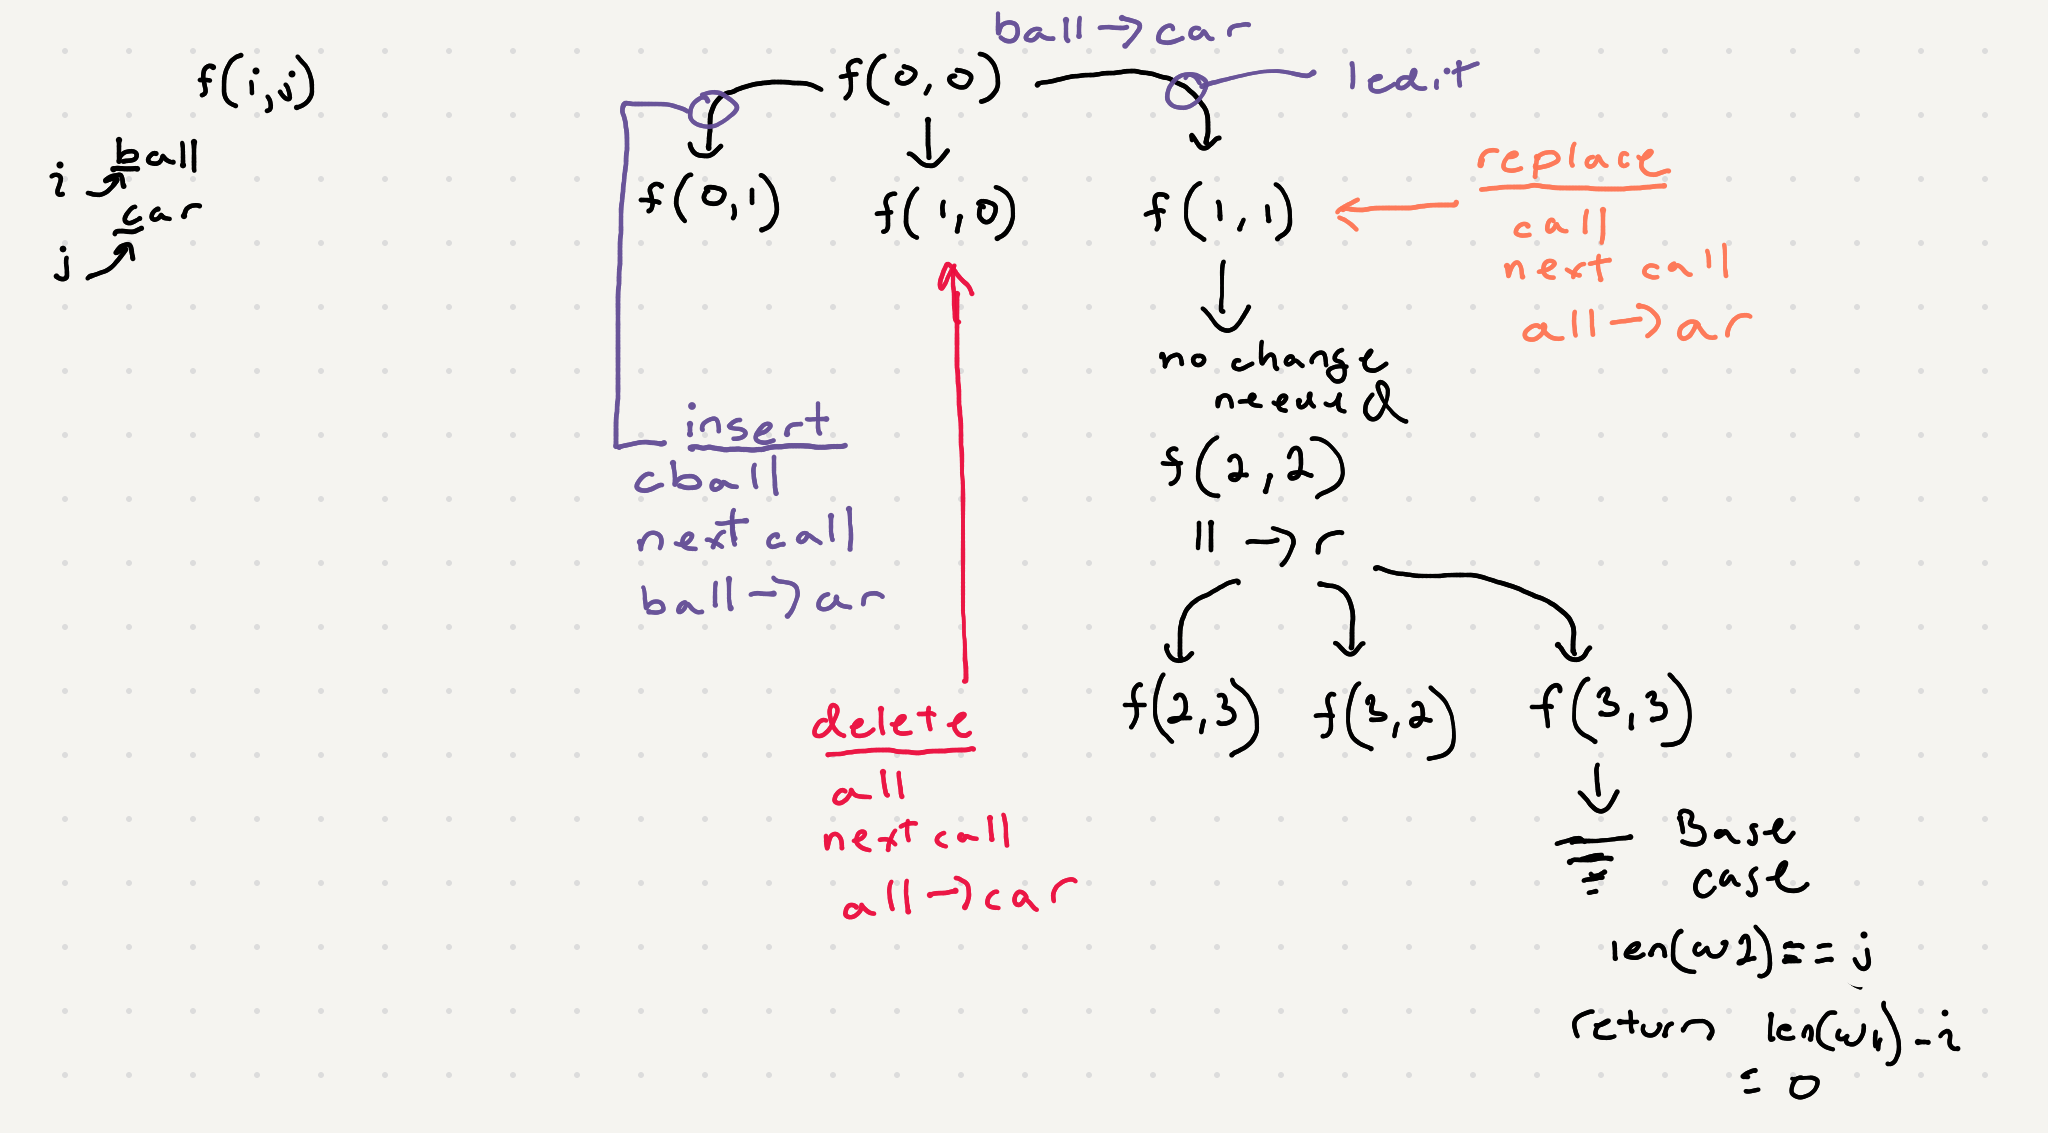 ball → car
f(i,j)
f(0,0)
1edit
i
ball
car
j
f(0,1)
f(1,0)
f(1,1)
replace
call
next call
all → ar
no change
needed
f(2,2)
ll → r
insert
cball
next call
ball → ar
f(2,3)
f(3,2)
f(3,3)
delete
all
next call
all → car
Base
case
len(w2) == j
return len(w1) - i
= 0